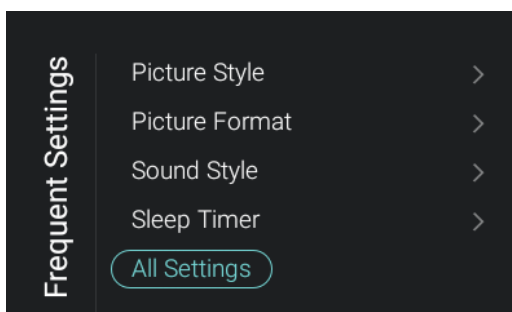 Frequent Settings
Picture Style
Picture Format
Sound Style
Sleep Timer
All Settings